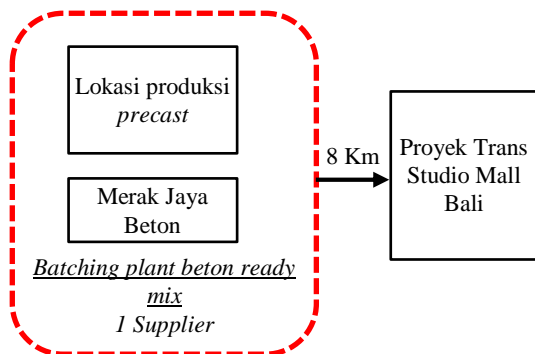 Lokasi produksi
precast
Merak Jaya
Beton
Batching plant beton ready
mix
1 Supplier
8 Km
Proyek Trans
Studio Mall
Bali